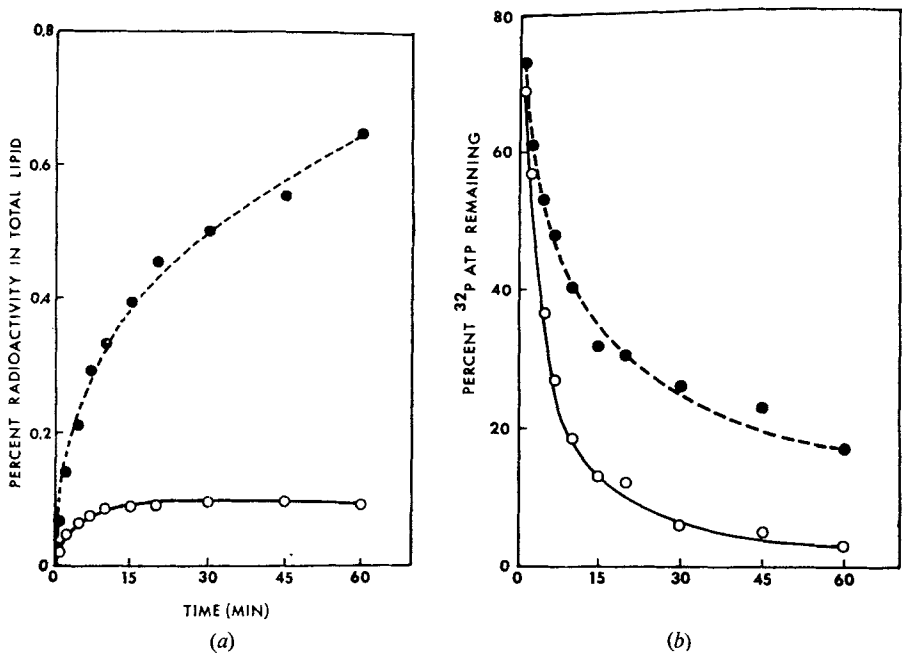 PERCENT RADIOACTIVITY IN TOTAL LIPID
0.8
0.6
0.4
0.2
0
0 15 30 45 60
TIME (MIN)
(a)
PERCENT 32P ATP REMAINING
80
60
40
20
0
0 15 30 45 60
(b)